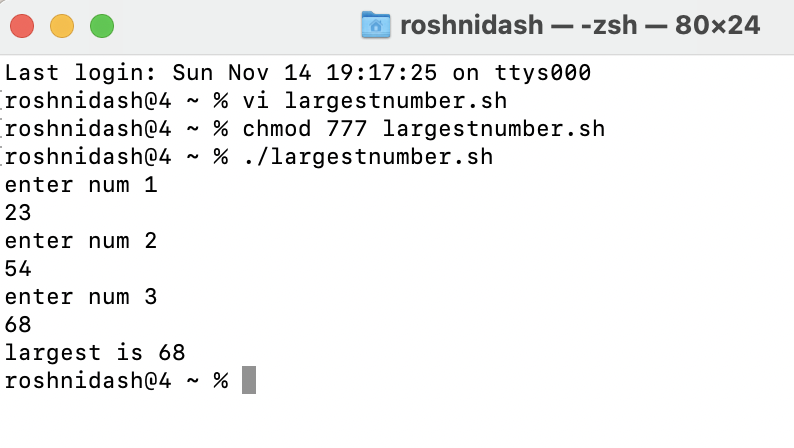 roshnidash — -zsh — 80×24
Last login: Sun Nov 14 19:17:25 on ttys000
[roshnidash@4 ~ % vi largestnumber.sh
[roshnidash@4 ~ % chmod 777 largestnumber.sh
[roshnidash@4 ~ % ./largestnumber.sh
enter num 1
23
enter num 2
54
enter num 3
68
largest is 68
roshnidash@4 ~ %